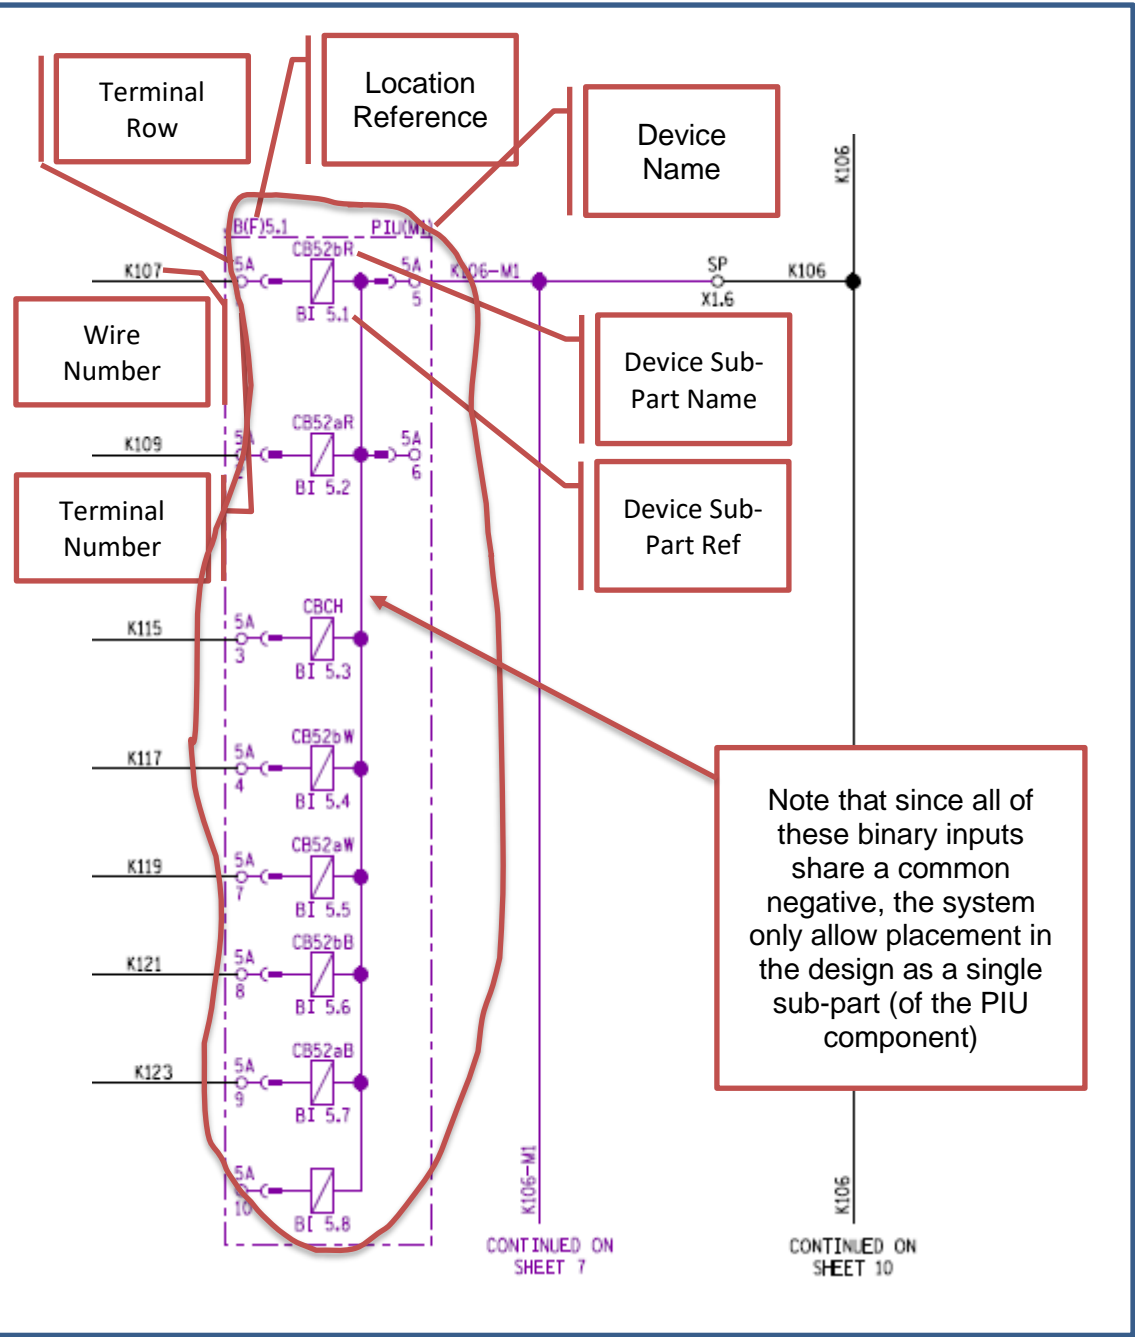 Terminal
Row
Location
Reference
Device
Name
K106
B(F)5.1
PIU(M1)
CB52bR
K107
5A
BI 5.1
5A
5
K106-M1
SP
X1.6
K106
Wire
Number
Device Sub-
Part Name
K109
5A
2
CB52aR
BI 5.2
5A
6
Terminal
Number
Device Sub-
Part Ref
K115
5A
3
CBCH
BI 5.3
K117
5A
4
CB52bW
BI 5.4
Note that since all of
these binary inputs
share a common
negative, the system
only allow placement in
the design as a single
sub-part (of the PIU
component)
K119
5A
7
CB52aW
BI 5.5
K121
5A
8
CB52bB
BI 5.6
K123
5A
9
CB52aB
BI 5.7
5A
10
BI 5.8
K106-M1
K106
CONTINUED ON
SHEET 7
CONTINUED ON
SHEET 10